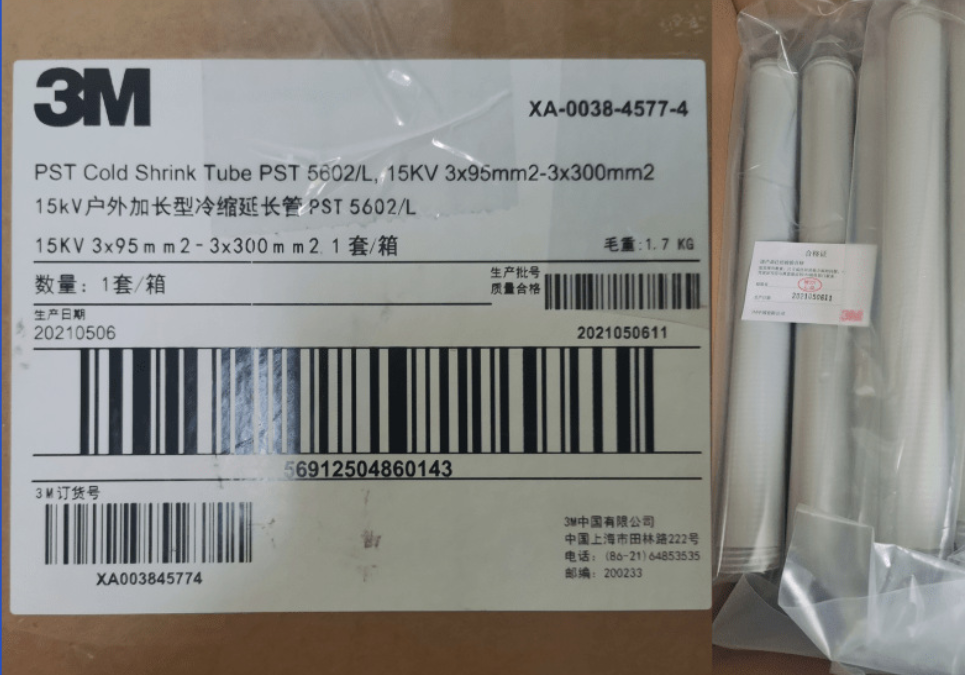 3M
XA-0038-4577-4
PST Cold Shrink Tube PST 5602/L, 15KV 3x95mm2-3x300mm2
15kV户外加长型冷缩延长管 PST 5602/L
15KV 3x95mm2-3x300mm2 1套/箱
毛重:1.7 KG
数量：1套/箱
生产批号
质量合格
生产日期
20210506
2021050611
56912504860143
3M订货号
XA003845774
3M中国有限公司
中国上海市田林路222号
电话：(86-21)64853535
邮编：200233
合格证
2021050611
3M